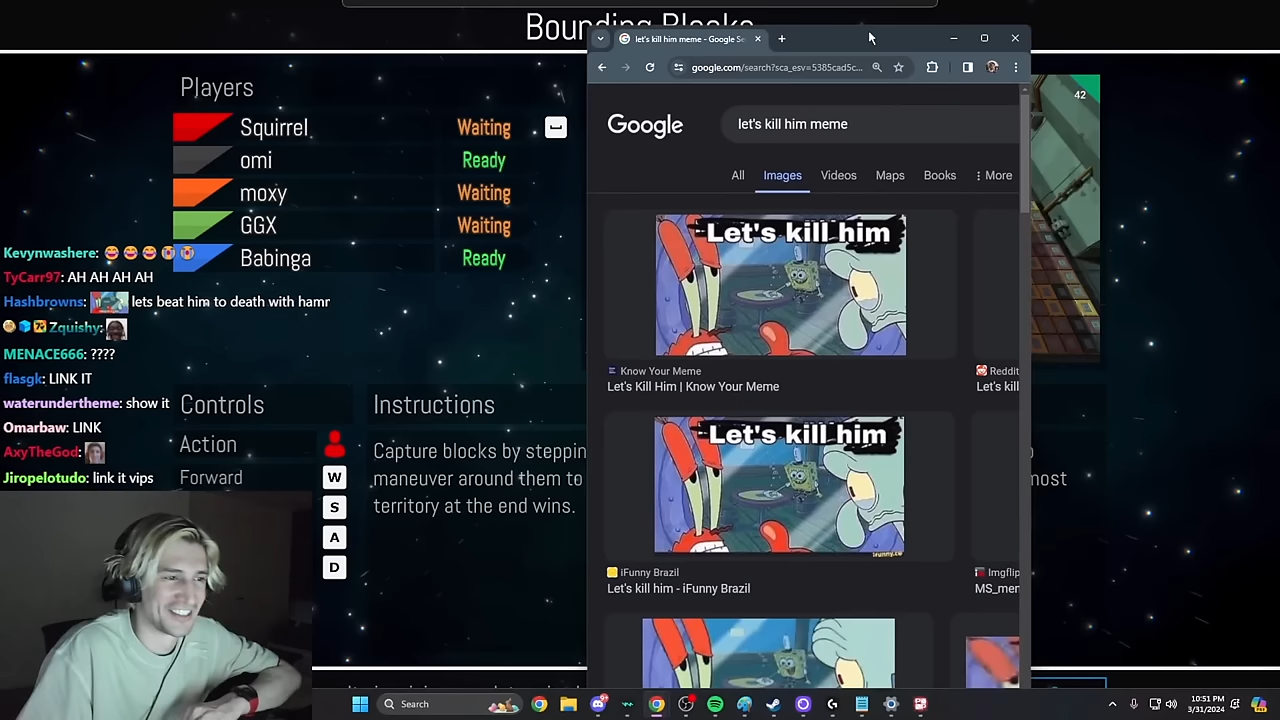 Bounding Blocks
Players
Squirrel Waiting
omi Ready
moxy Waiting
GGX Waiting
Babinga Ready
Kevynwashere:
TyCarr97: AH AH AH AH
Hashbrowns: lets beat him to death with hamr
Zquishy:
MENACE666: ????
flasgk: LINK IT
waterundertheme: show it
Omarbaw: LINK
AxyTheGod:
Jiropelotudo: link it vips
Controls
Action
Forward
W
S
A
D
Instructions
Capture blocks by steppin
maneuver around them to
territory at the end wins.
most
42
let's kill him meme - Google Se
google.com/search?sca_esv=5385cad5c...
Google
let's kill him meme
All Images Videos Maps Books More
Let's kill him
Know Your Meme
Let's Kill Him | Know Your Meme
Reddit
Let's kill
Let's kill him
iFunny.co
iFunny Brazil
Let's kill him - iFunny Brazil
Imgflip
MS_men
Search
10:51 PM
3/31/2024